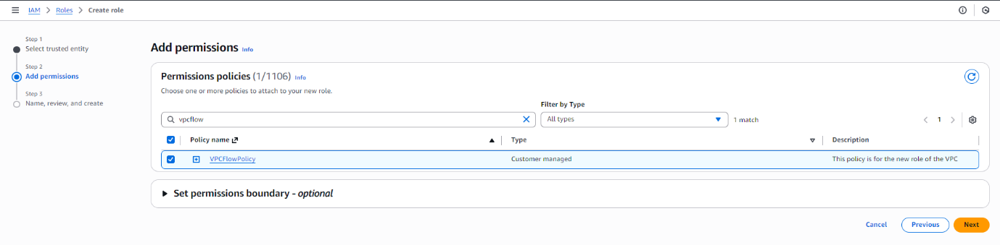 IAM > Roles > Create role
Step 1
Select trusted entity
Step 2
Add permissions
Step 3
Name, review, and create
Add permissions Info
Permissions policies (1/1106) Info
Choose one or more policies to attach to your new role.
Filter by Type
vpcflow
All types
1 match
1
Policy name
Type
Description
VPCFlowPolicy
Customer managed
This policy is for the new role of the VPC
Set permissions boundary - optional
Cancel
Previous
Next